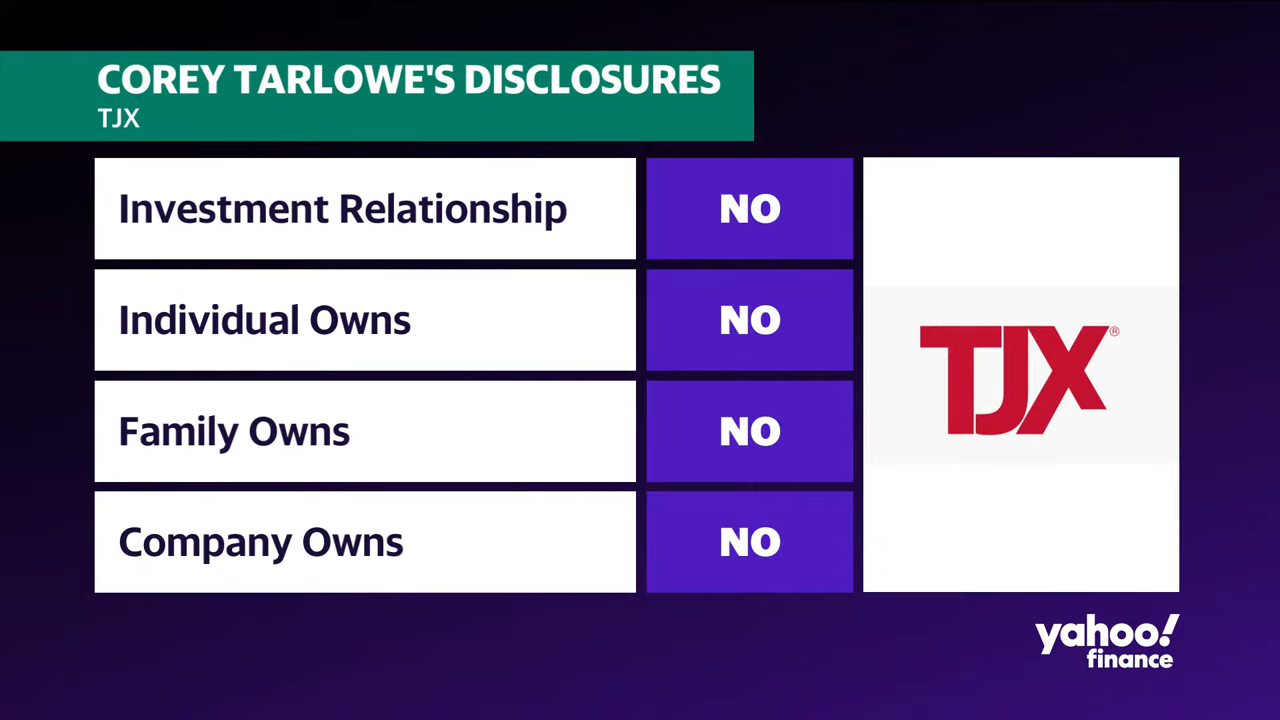 COREY TARLOWE'S DISCLOSURES
TJX
Investment Relationship NO
Individual Owns NO
Family Owns NO
Company Owns NO
TJX®
yahoo!
finance